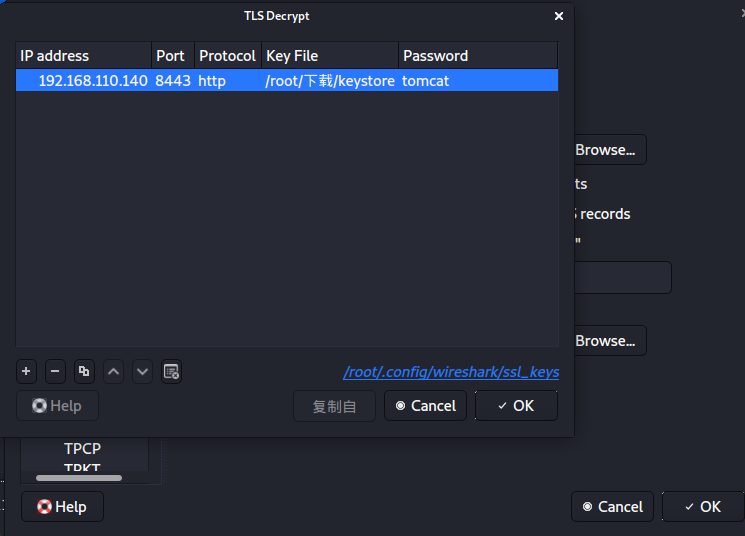 TLS Decrypt
IP address Port Protocol Key File Password
192.168.110.140 8443 http /root/下载/keystore tomcat
Browse...
ts
records
"
Browse...
/root/.config/wireshark/ssl_keys
Help 复制自 Cancel OK
TPCP
TPKT
Help Cancel OK